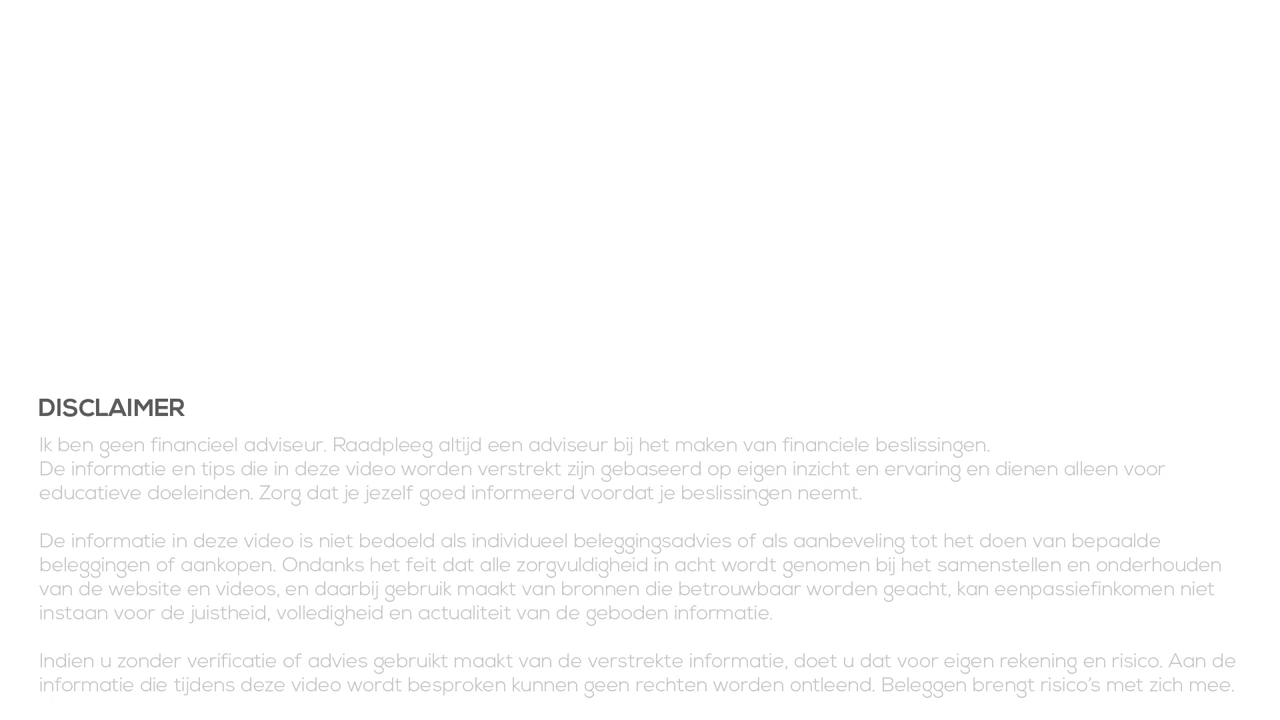 DISCLAIMER
Ik ben geen financieel adviseur. Raadpleeg altijd een adviseur bij het maken van financiele beslissingen.
De informatie en tips die in deze video worden verstrekt zijn gebaseerd op eigen inzicht en ervaring en dienen alleen voor
educatieve doeleinden. Zorg dat je jezelf goed informeerd voordat je beslissingen neemt.
De informatie in deze video is niet bedoeld als individueel beleggingsadvies of als aanbeveling tot het doen van bepaalde
beleggingen of aankopen. Ondanks het feit dat alle zorgvuldigheid in acht wordt genomen bij het samenstellen en onderhouden
van de website en videos, en daarbij gebruik maakt van bronnen die betrouwbaar worden geacht, kan eenpassiefinkomen niet
instaan voor de juistheid, volledigheid en actualiteit van de geboden informatie.
Indien u zonder verificatie of advies gebruikt maakt van de verstrekte informatie, doet u dat voor eigen rekening en risico. Aan de
informatie die tijdens deze video wordt besproken kunnen geen rechten worden ontleend. Beleggen brengt risico's met zich mee.